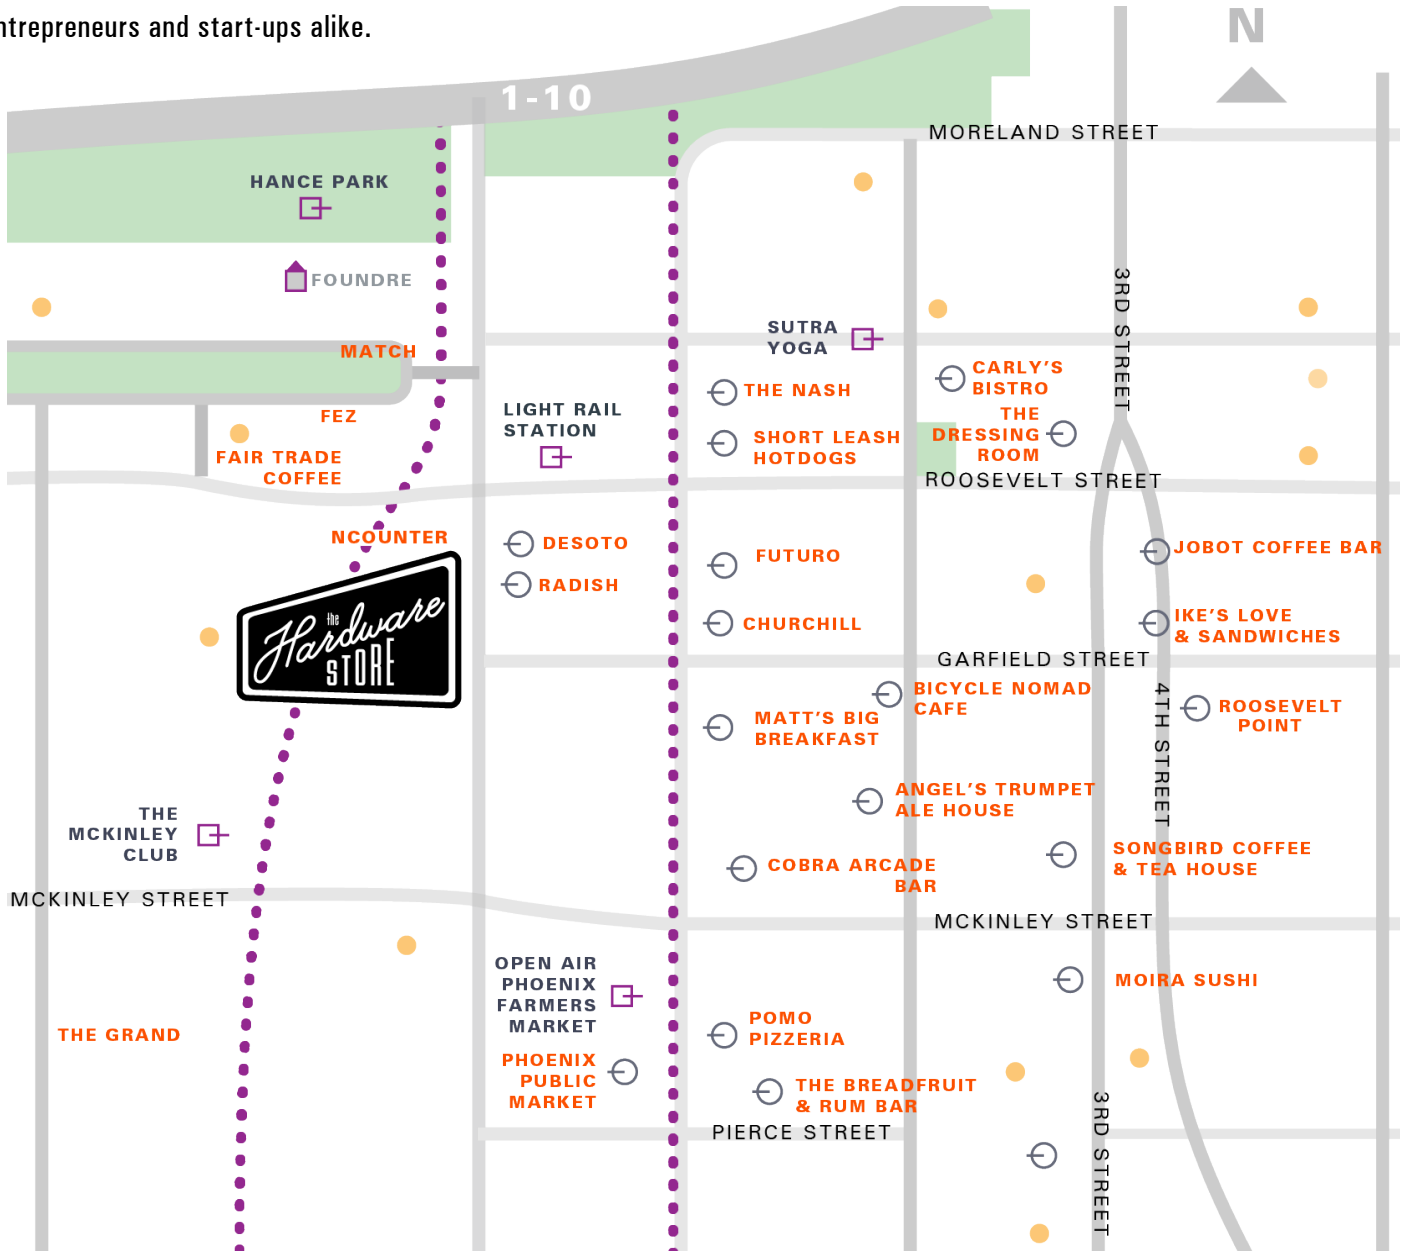 ntrepreneurs and start-ups alike.
N
1-10
MORELAND STREET
HANCE PARK
FOUNDRE
3RD STREET
SUTRA
YOGA
MATCH
CARLY'S
BISTRO
THE NASH
FEZ
LIGHT RAIL
STATION
THE
DRESSING
ROOM
SHORT LEASH
HOTDOGS
FAIR TRADE
COFFEE
ROOSEVELT STREET
NCOUNTER
DESOTO
FUTURO
JOBOT COFFEE BAR
RADISH
the
Hardware
STORE
CHURCHILL
IKE'S LOVE
& SANDWICHES
GARFIELD STREET
BICYCLE NOMAD
CAFE
4TH STREET
ROOSEVELT
POINT
MATT'S BIG
BREAKFAST
ANGEL'S TRUMPET
ALE HOUSE
THE
MCKINLEY
CLUB
SONGBIRD COFFEE
& TEA HOUSE
COBRA ARCADE
BAR
MCKINLEY STREET
MCKINLEY STREET
OPEN AIR
PHOENIX
FARMERS
MARKET
MOIRA SUSHI
THE GRAND
POMO
PIZZERIA
PHOENIX
PUBLIC
MARKET
THE BREADFRUIT
& RUM BAR
3RD STREET
PIERCE STREET